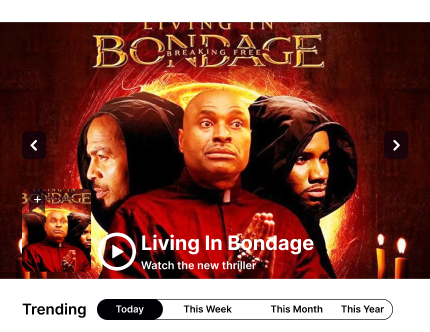 LIVING IN
BONDAGE
BREAKING FREE
BONDAGE
Living In Bondage
Watch the new thriller
Trending
Today
This Week
This Month
This Year